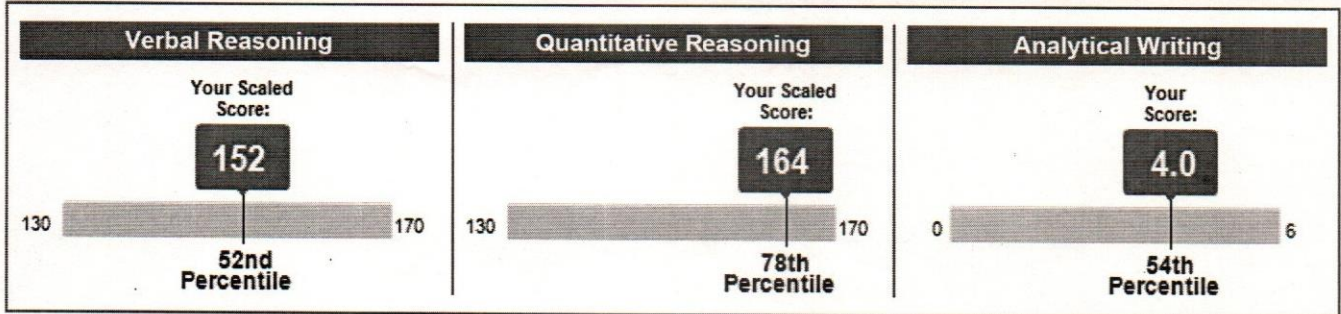 Verbal Reasoning
Your Scaled
Score:
152
130
170
52nd
Percentile
Quantitative Reasoning
Your Scaled
Score:
164
130
170
78th
Percentile
Analytical Writing
Your
Score:
4.0
0
6
54th
Percentile